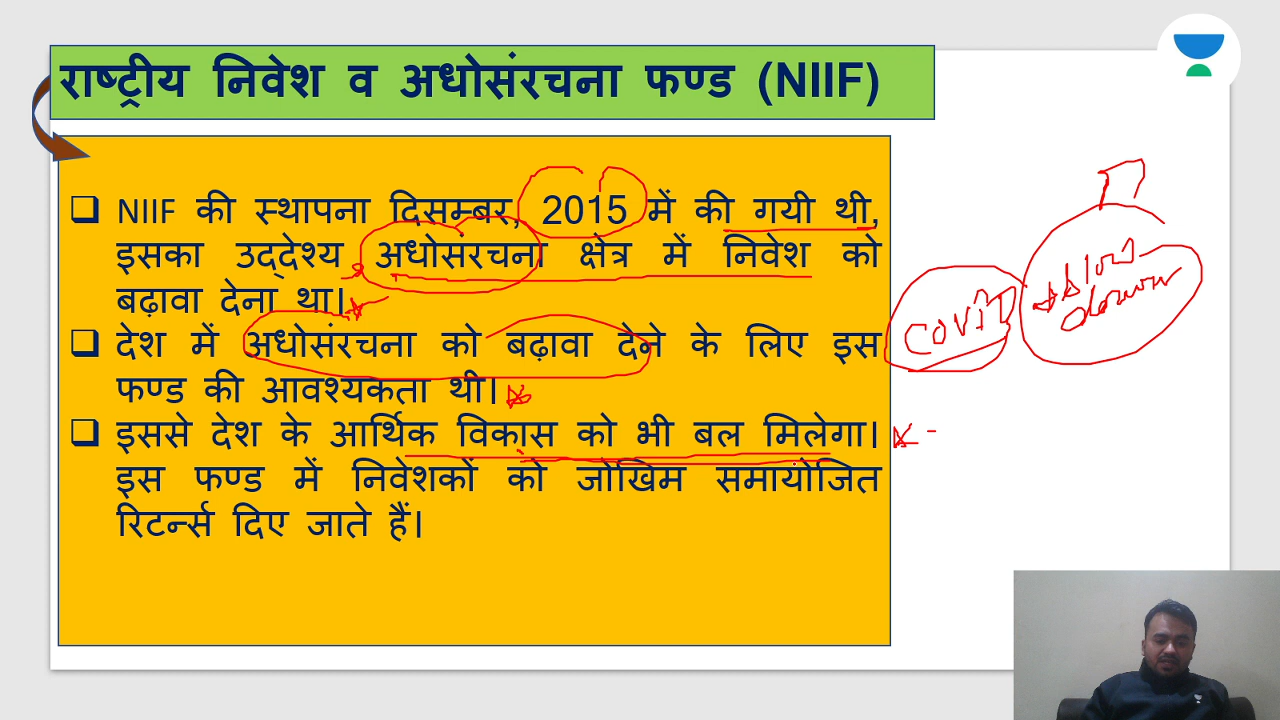 राष्ट्रीय निवेश व अधोसंरचना फण्ड (NIIF)
❑ NIIF की स्थापना दिसम्बर, 2015 में की गयी थी,
इसका उद्देश्य अधोसंरचना क्षेत्र में निवेश को
बढ़ावा देना था।
❑ देश में अधोसंरचना को बढ़ावा देने के लिए इस
फण्ड की आवश्यकता थी।
❑ इससे देश के आर्थिक विकास को भी बल मिलेगा।
इस फण्ड में निवेशकों को जोखिम समायोजित
रिटर्न्स दिए जाते हैं।